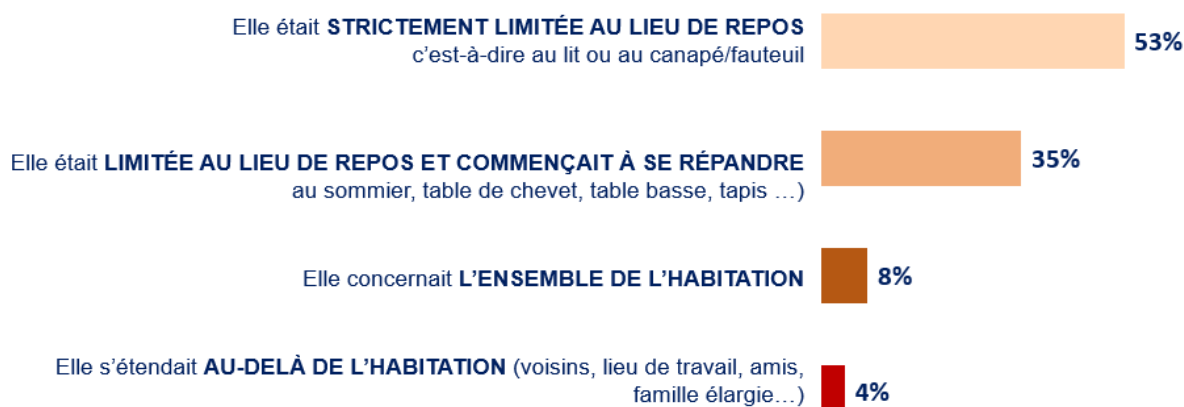 Elle était STRICTEMENT LIMITÉE AU LIEU DE REPOS
c’est-à-dire au lit ou au canapé/fauteuil
53%
Elle était LIMITÉE AU LIEU DE REPOS ET COMMENÇAIT À SE RÉPANDRE
au sommier, table de chevet, table basse, tapis …)
35%
Elle concernait L’ENSEMBLE DE L’HABITATION
8%
Elle s’étendait AU-DELÀ DE L’HABITATION (voisins, lieu de travail, amis,
famille élargie…)
4%